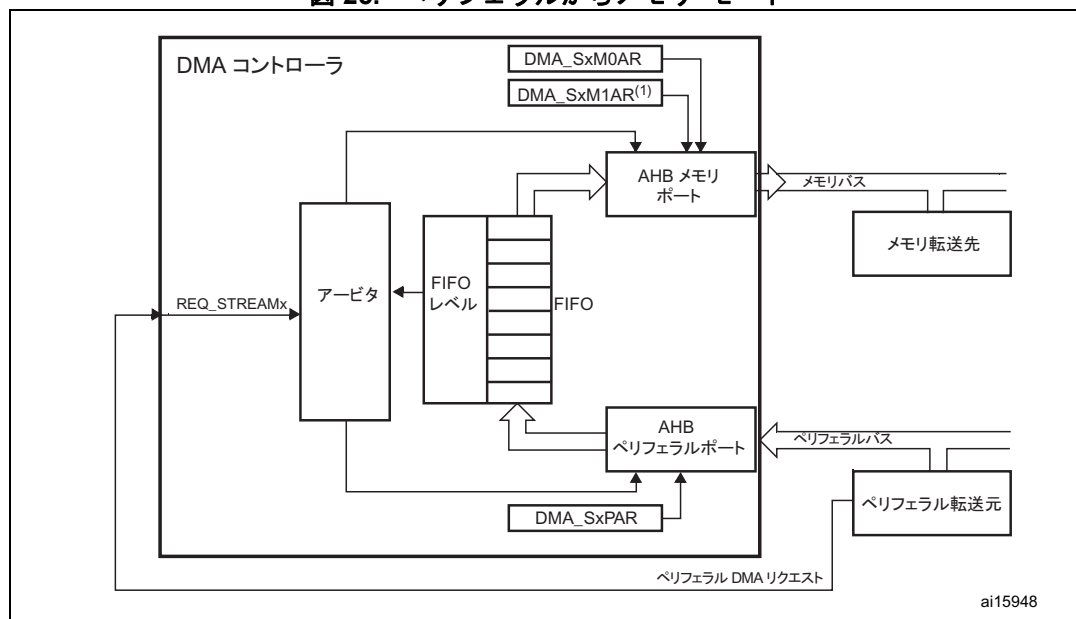 DMA コントローラ
DMA_SxM0AR
DMA_SxM1AR(1)
AHB メモリ
ポート
メモリバス
メモリ転送先
アービタ
FIFO
レベル
FIFO
REQ_STREAMx
AHB
ペリフェラルポート
ペリフェラルバス
ペリフェラル転送元
DMA_SxPAR
ペリフェラル DMA リクエスト
ai15948